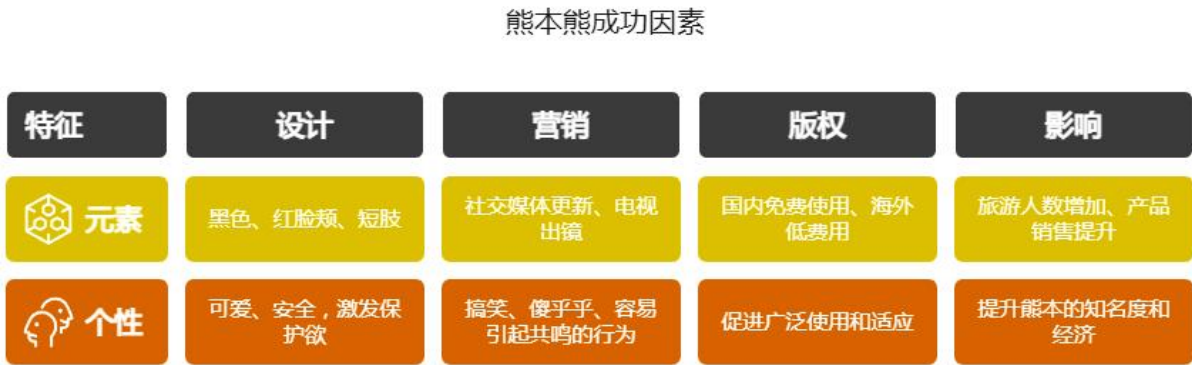 熊本熊成功因素
特征
设计
营销
版权
影响
元素
黑色、红脸颊、短肢
社交媒体更新、电视
出镜
国内免费使用、海外
低费用
旅游人数增加、产品
销售提升
个性
可爱、安全，激发保
护欲
搞笑、傻乎乎、容易
引起共鸣的行为
促进广泛使用和适应
提升熊本的知名度和
经济